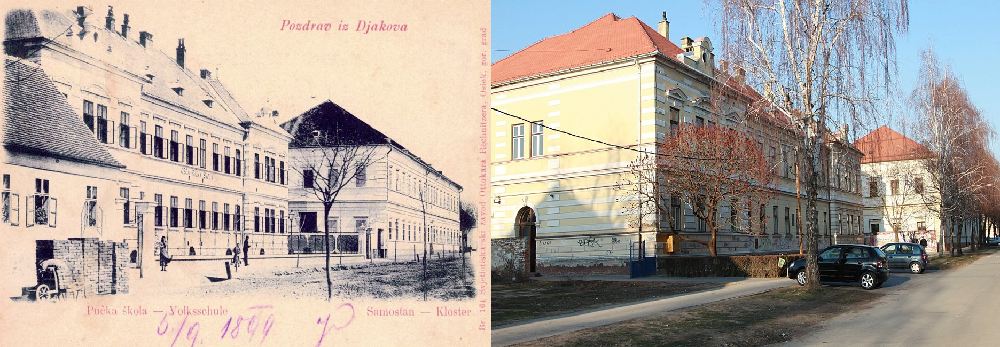 Pozdrav iz Djakova
Br. 164 Svjetlotiskarski zavod Ottokara Rechnitzera, Osiek, gor. grad
Pučka škola — Volksschule
Samostan — Kloster
5./9. 1899